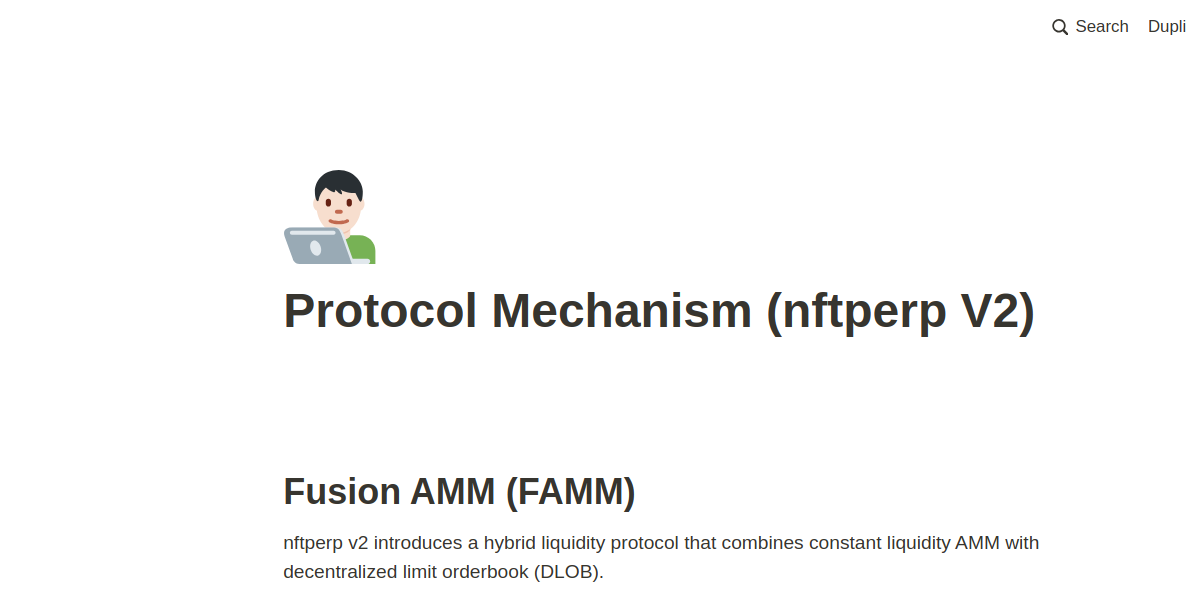 Search Dupli
Protocol Mechanism (nftperp V2)
Fusion AMM (FAMM)
nftperp v2 introduces a hybrid liquidity protocol that combines constant liquidity AMM with
decentralized limit orderbook (DLOB).